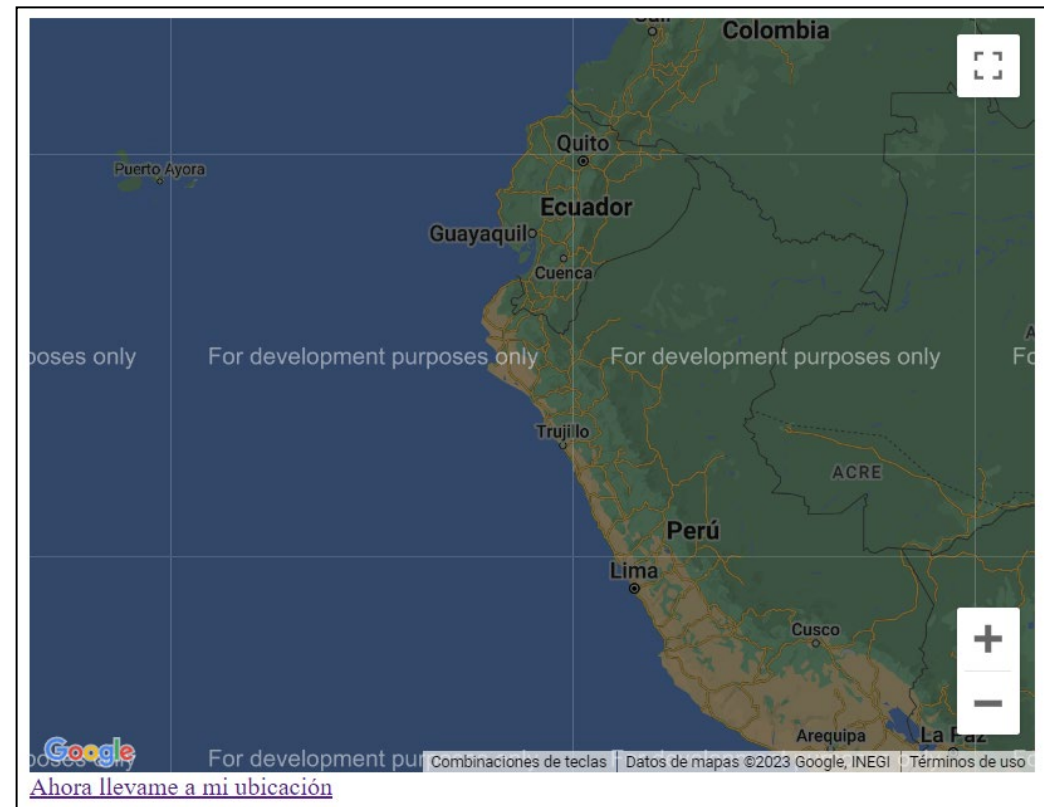 Colombia
Quito
Puerto Ayora
Ecuador
Guayaquil
Cuenca
poses only For development purposes only For development purposes only
Trujillo
ACRE
Perú
Lima
Cusco
Arequipa
La Paz
Google
For development
Combinaciones de teclas Datos de mapas ©2023 Google, INEGI Términos de uso
Ahora llevame a mi ubicación